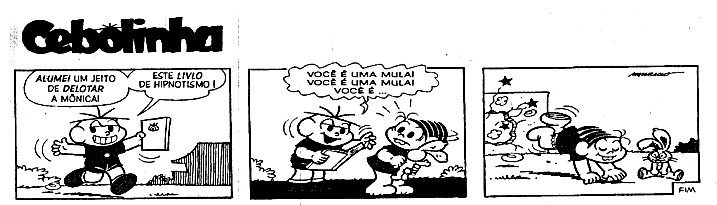 Cebolinha
ALUMEI UM JEITO
DE DELOTAR
A MÔNICA!
ESTE LIVLO
DE HIPNOTISMO!
VOCÊ É UMA MULA!
VOCÊ É UMA MULA!
VOCÊ É...
MAURICIO
FIM